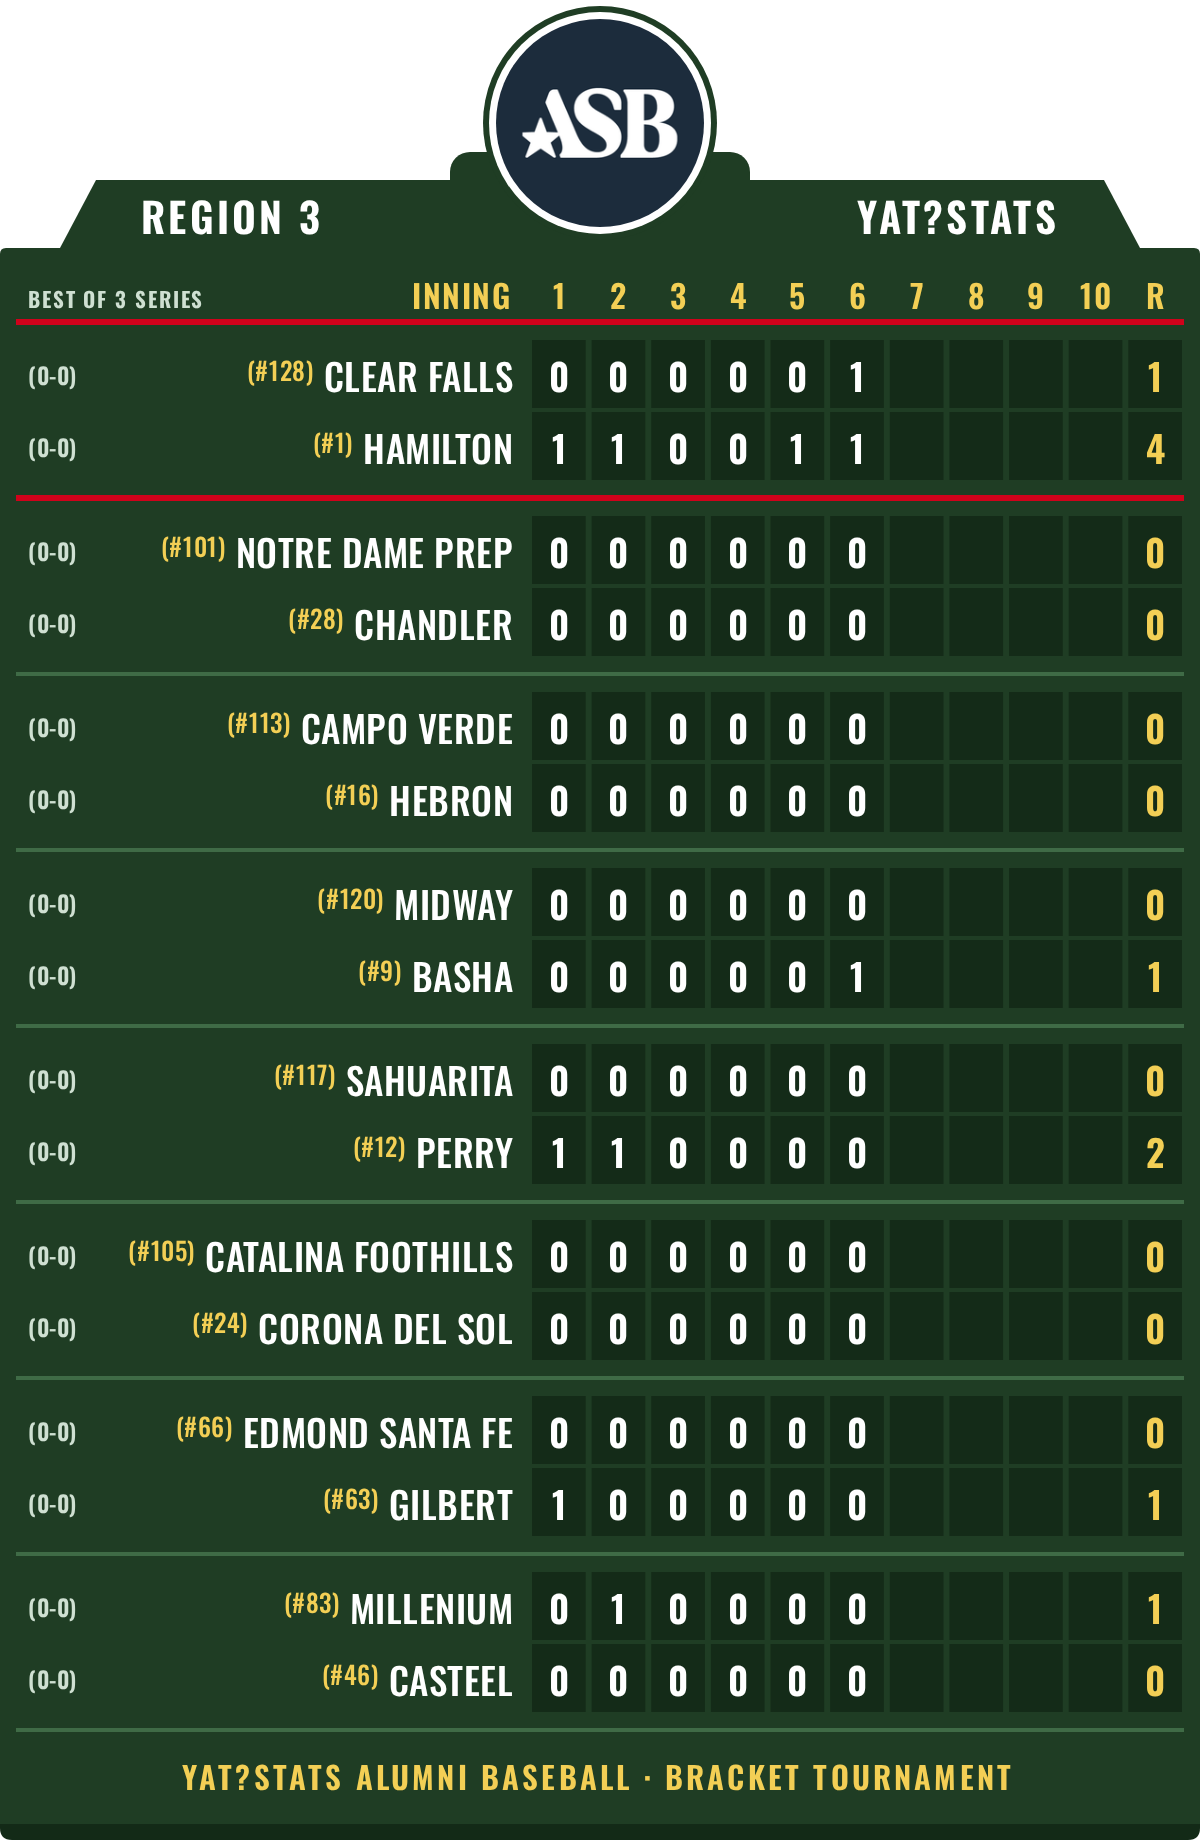 ASB
REGION 3 YAT?STATS
BEST OF 3 SERIES INNING 1 2 3 4 5 6 7 8 9 10 R
(0-0) (#128) CLEAR FALLS 0 0 0 0 0 1 1
(0-0) (#1) HAMILTON 1 1 0 0 1 1 4
(0-0) (#101) NOTRE DAME PREP 0 0 0 0 0 0 0
(0-0) (#28) CHANDLER 0 0 0 0 0 0 0
(0-0) (#113) CAMPO VERDE 0 0 0 0 0 0 0
(0-0) (#16) HEBRON 0 0 0 0 0 0 0
(0-0) (#120) MIDWAY 0 0 0 0 0 0 0
(0-0) (#9) BASHA 0 0 0 0 0 1 1
(0-0) (#117) SAHUARITA 0 0 0 0 0 0 0
(0-0) (#12) PERRY 1 1 0 0 0 0 2
(0-0) (#105) CATALINA FOOTHILLS 0 0 0 0 0 0 0
(0-0) (#24) CORONA DEL SOL 0 0 0 0 0 0 0
(0-0) (#66) EDMOND SANTA FE 0 0 0 0 0 0 0
(0-0) (#63) GILBERT 1 0 0 0 0 0 1
(0-0) (#83) MILLENIUM 0 1 0 0 0 0 1
(0-0) (#46) CASTEEL 0 0 0 0 0 0 0
YAT?STATS ALUMNI BASEBALL · BRACKET TOURNAMENT